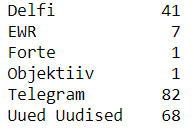 Delfi 41
EWR 7
Forte 1
Objektiiv 1
Telegram 82
Uued Uudised 68